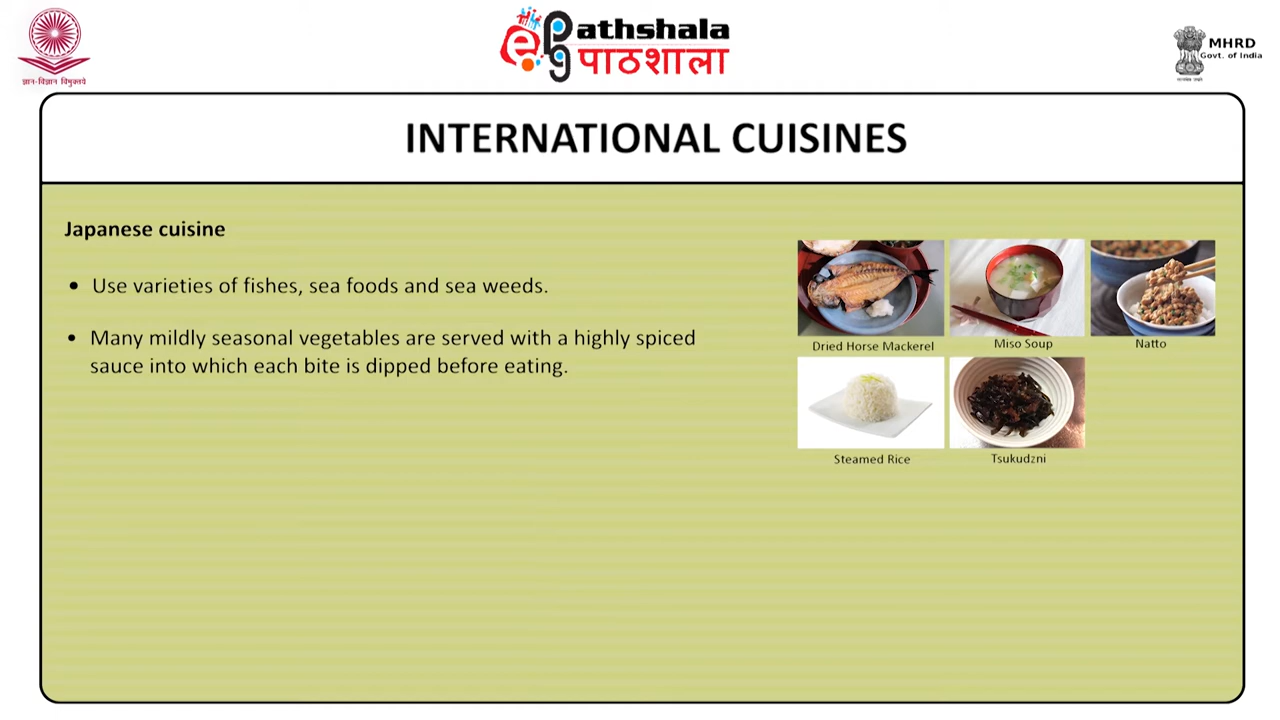 ज्ञान-विज्ञान विमुक्तये
ePGathshala
पाठशाला
MHRD
Govt. of India
INTERNATIONAL CUISINES
Japanese cuisine
• Use varieties of fishes, sea foods and sea weeds.
• Many mildly seasonal vegetables are served with a highly spiced
sauce into which each bite is dipped before eating.
Dried Horse Mackerel
Miso Soup
Natto
Steamed Rice
Tsukudzni